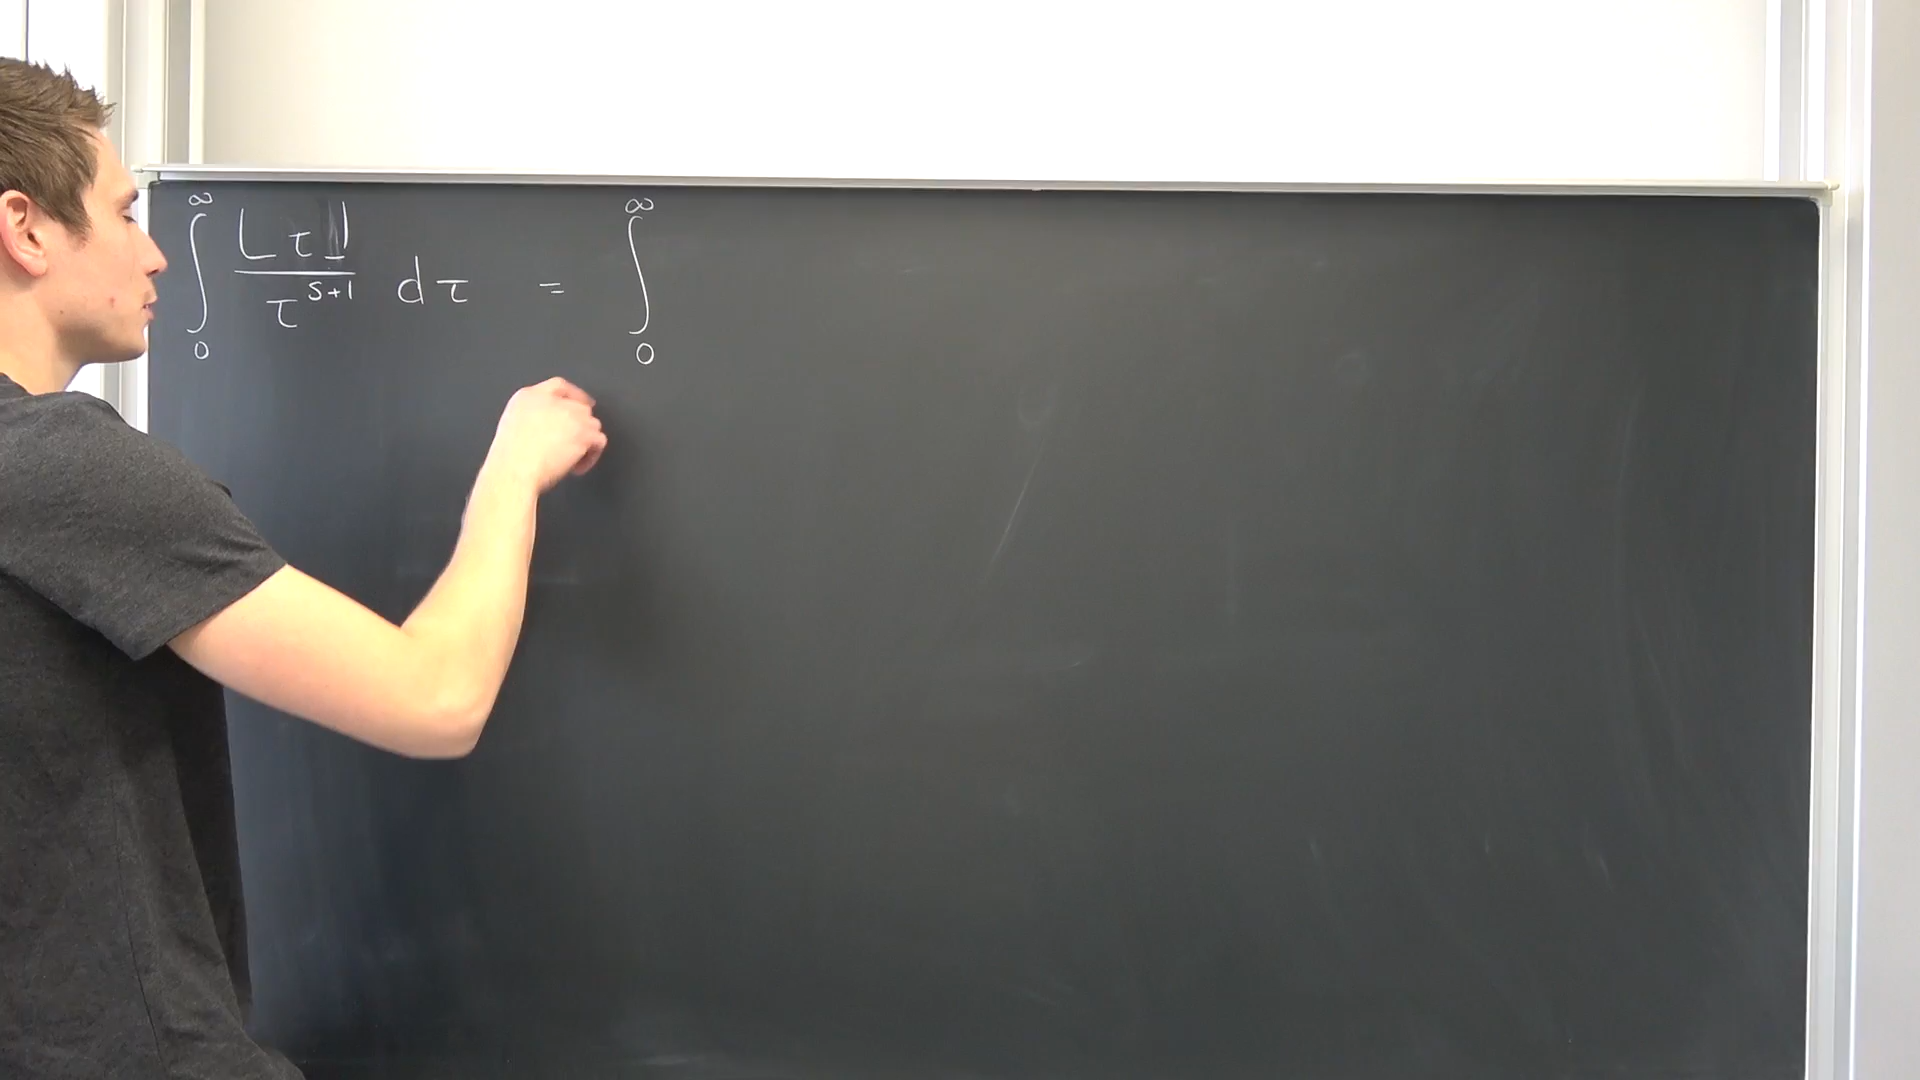 ∫₀^∞ ⌊τ⌋ / τ^(s+1) dτ = ∫₀^∞